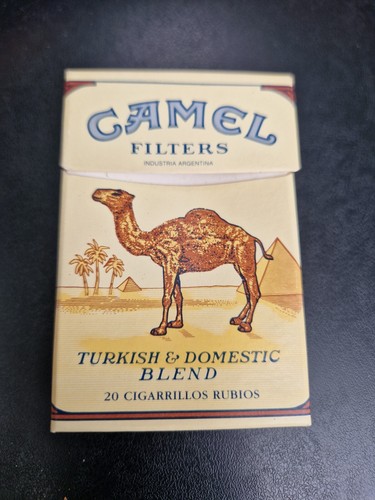 CAMEL
FILTERS
INDUSTRIA ARGENTINA
TURKISH & DOMESTIC
BLEND
20 CIGARRILLOS RUBIOS